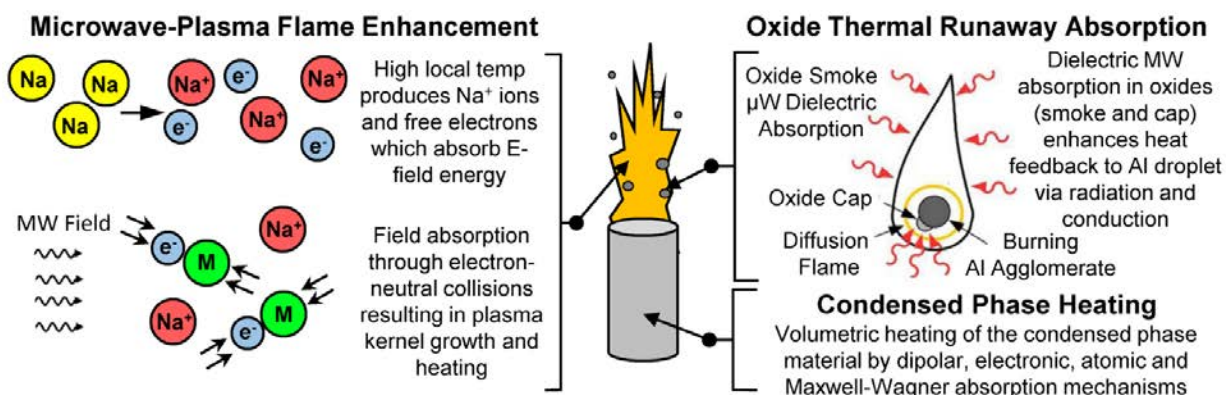 Microwave-Plasma Flame Enhancement
Na
Na
Na
Na⁺
e⁻
Na⁺
e⁻
Na⁺
e⁻
High local temp
produces Na⁺ ions
and free electrons
which absorb E-
field energy
MW Field
e⁻
M
Na⁺
Na⁺
e⁻
M
Field absorption
through electron-
neutral collisions
resulting in plasma
kernel growth and
heating
Oxide Thermal Runaway Absorption
Oxide Smoke
µW Dielectric
Absorption
Oxide Cap
Diffusion
Flame
Burning
Al Agglomerate
Dielectric MW
absorption in oxides
(smoke and cap)
enhances heat
feedback to Al droplet
via radiation and
conduction
Condensed Phase Heating
Volumetric heating of the condensed phase
material by dipolar, electronic, atomic and
Maxwell-Wagner absorption mechanisms